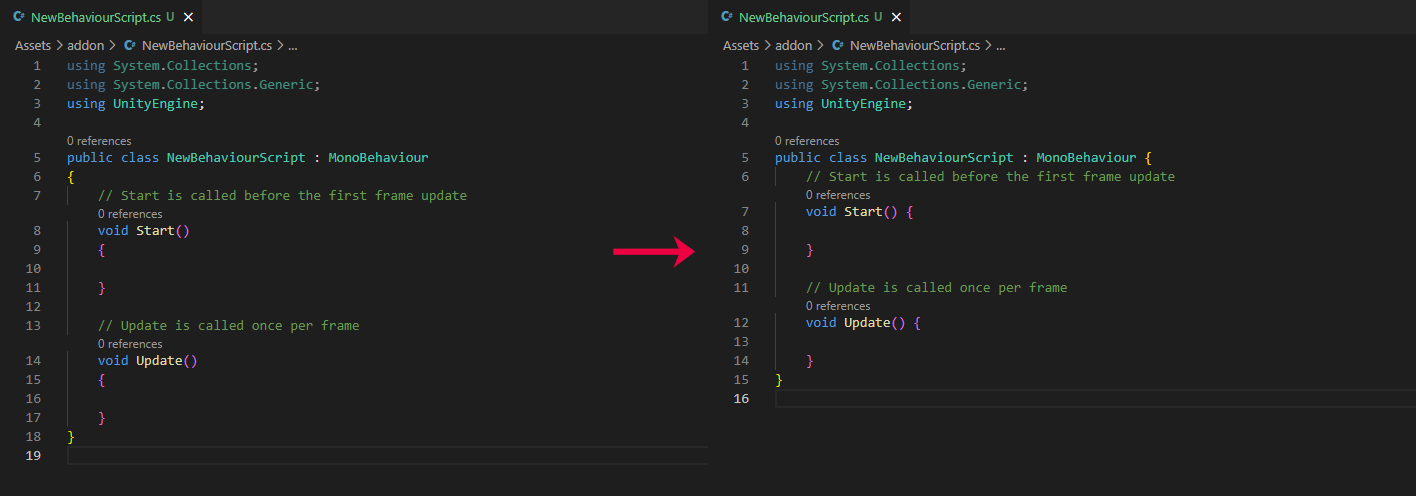 NewBehaviourScript.cs U ×
Assets > addon > C# NewBehaviourScript.cs > ...
1 using System.Collections;
2 using System.Collections.Generic;
3 using UnityEngine;
4
0 references
5 public class NewBehaviourScript : MonoBehaviour
6 {
7 // Start is called before the first frame update
0 references
8 void Start()
9 {
10
11 }
12
13 // Update is called once per frame
0 references
14 void Update()
15 {
16
17 }
18 }
19
NewBehaviourScript.cs U ×
Assets > addon > C# NewBehaviourScript.cs > ...
1 using System.Collections;
2 using System.Collections.Generic;
3 using UnityEngine;
4
0 references
5 public class NewBehaviourScript : MonoBehaviour {
6 // Start is called before the first frame update
0 references
7 void Start() {
8
9 }
10
11 // Update is called once per frame
0 references
12 void Update() {
13
14 }
15 }
16